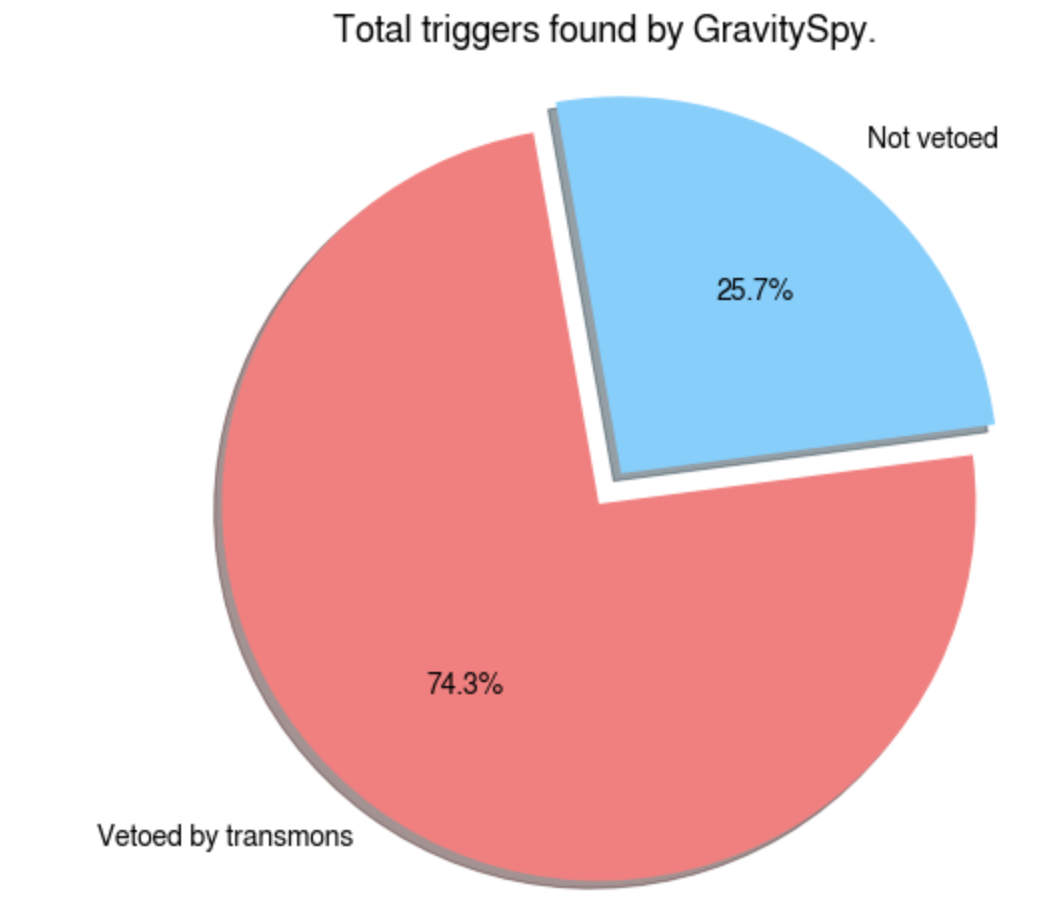 Total triggers found by GravitySpy.
Not vetoed
25.7%
74.3%
Vetoed by transmons